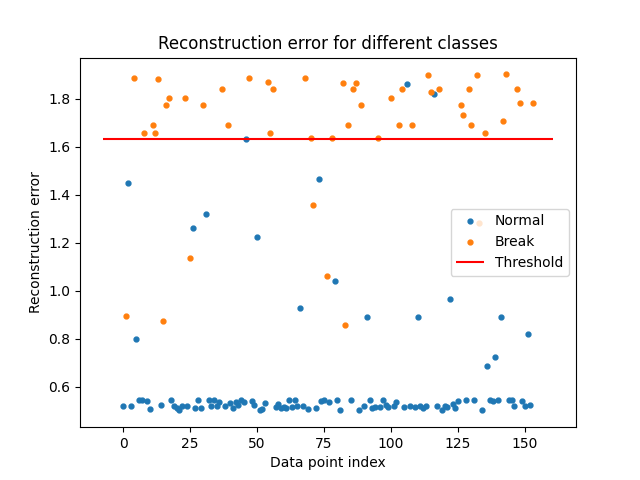 Reconstruction error for different classes
Reconstruction error
1.8
1.6
1.4
1.2
1.0
0.8
0.6
Normal
Break
Threshold
0 25 50 75 100 125 150
Data point index